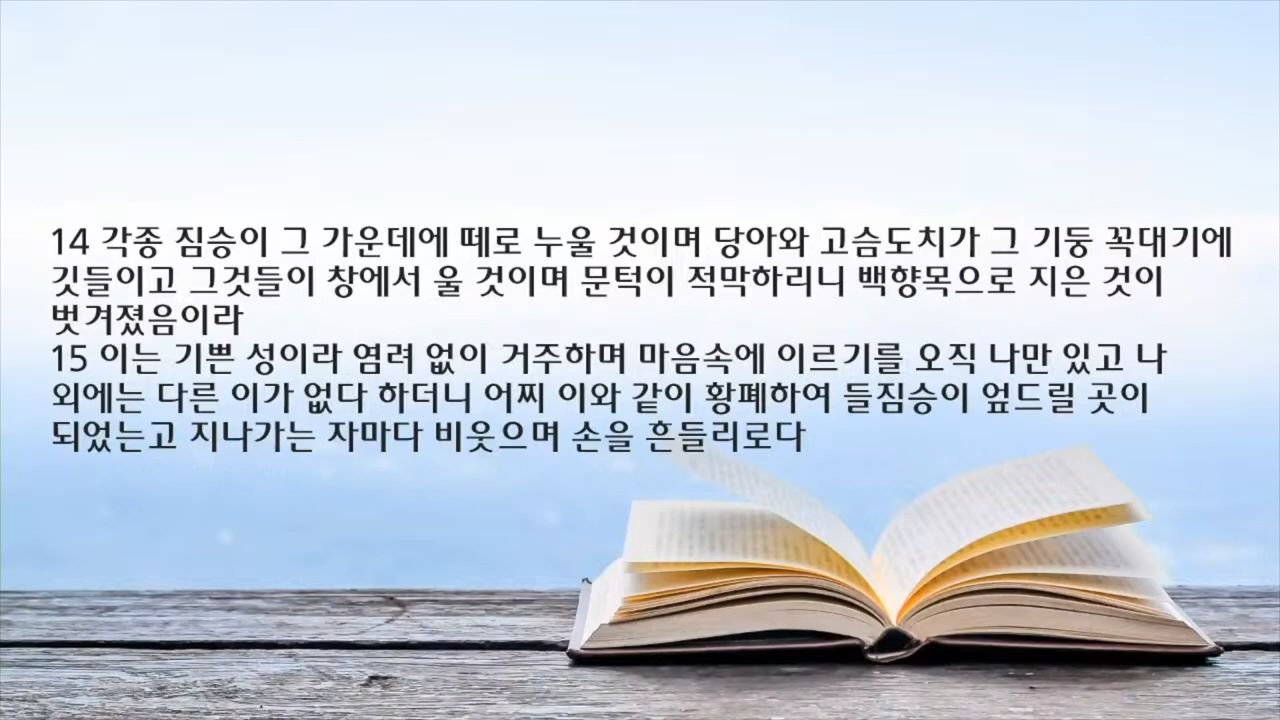 14 각종 짐승이 그 가운데에 떼로 누울 것이며 당아와 고슴도치가 그 기둥 꼭대기에
깃들이고 그것들이 창에서 울 것이며 문턱이 적막하리니 백향목으로 지은 것이
벗겨졌음이라
15 이는 기쁜 성이라 염려 없이 거주하며 마음속에 이르기를 오직 나만 있고 나
외에는 다른 이가 없다 하더니 어찌 이와 같이 황폐하여 들짐승이 엎드릴 곳이
되었는고 지나가는 자마다 비웃으며 손을 흔들리로다